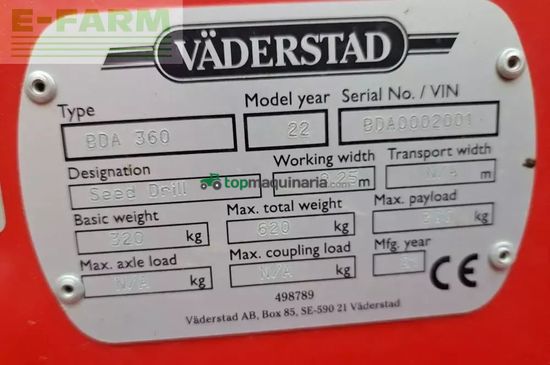 E-FARM
VÄDERSTAD
Type Model year Serial No. / VIN
BDA 360 22 BDA0002001
Designation Working width Transport width
Seed Drill m N/A m
topmaquinaria.com
Basic weight Max. total weight Max. payload
320 kg 620 kg kg
Max. axle load Max. coupling load Mfg. year
N/A kg N/A kg CE
498789
Väderstad AB, Box 85, SE-590 21 Väderstad